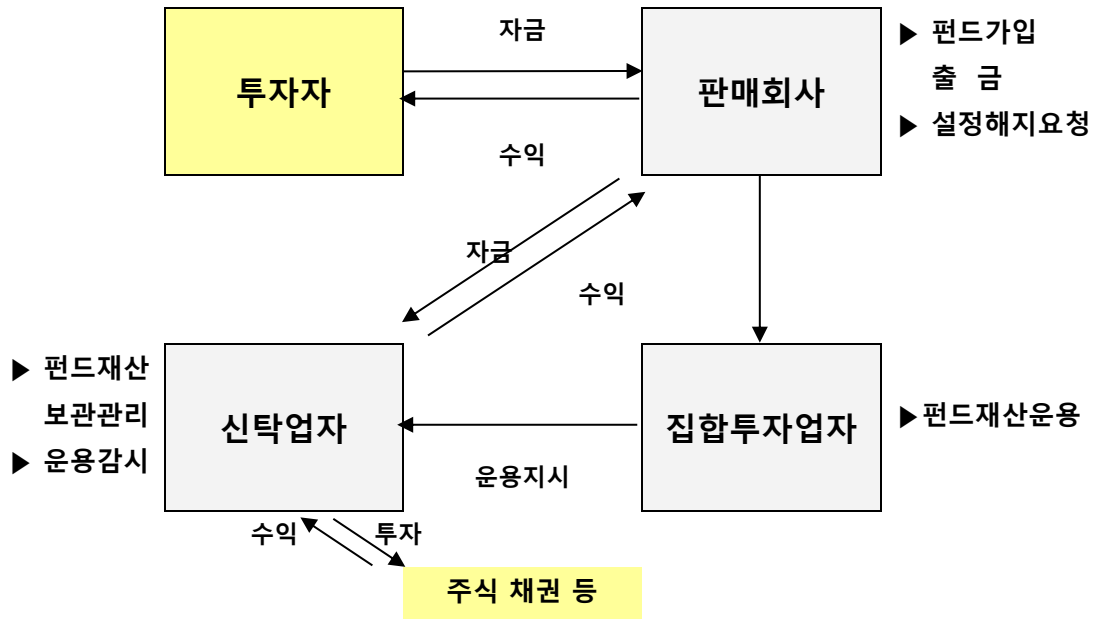 자금
투자자
판매회사
▶ 펀드가입
출 금
▶ 설정해지요청
수익
자금
수익
▶ 펀드재산
보관관리
▶ 운용감시
신탁업자
집합투자업자
▶펀드재산운용
운용지시
수익
투자
주식 채권 등